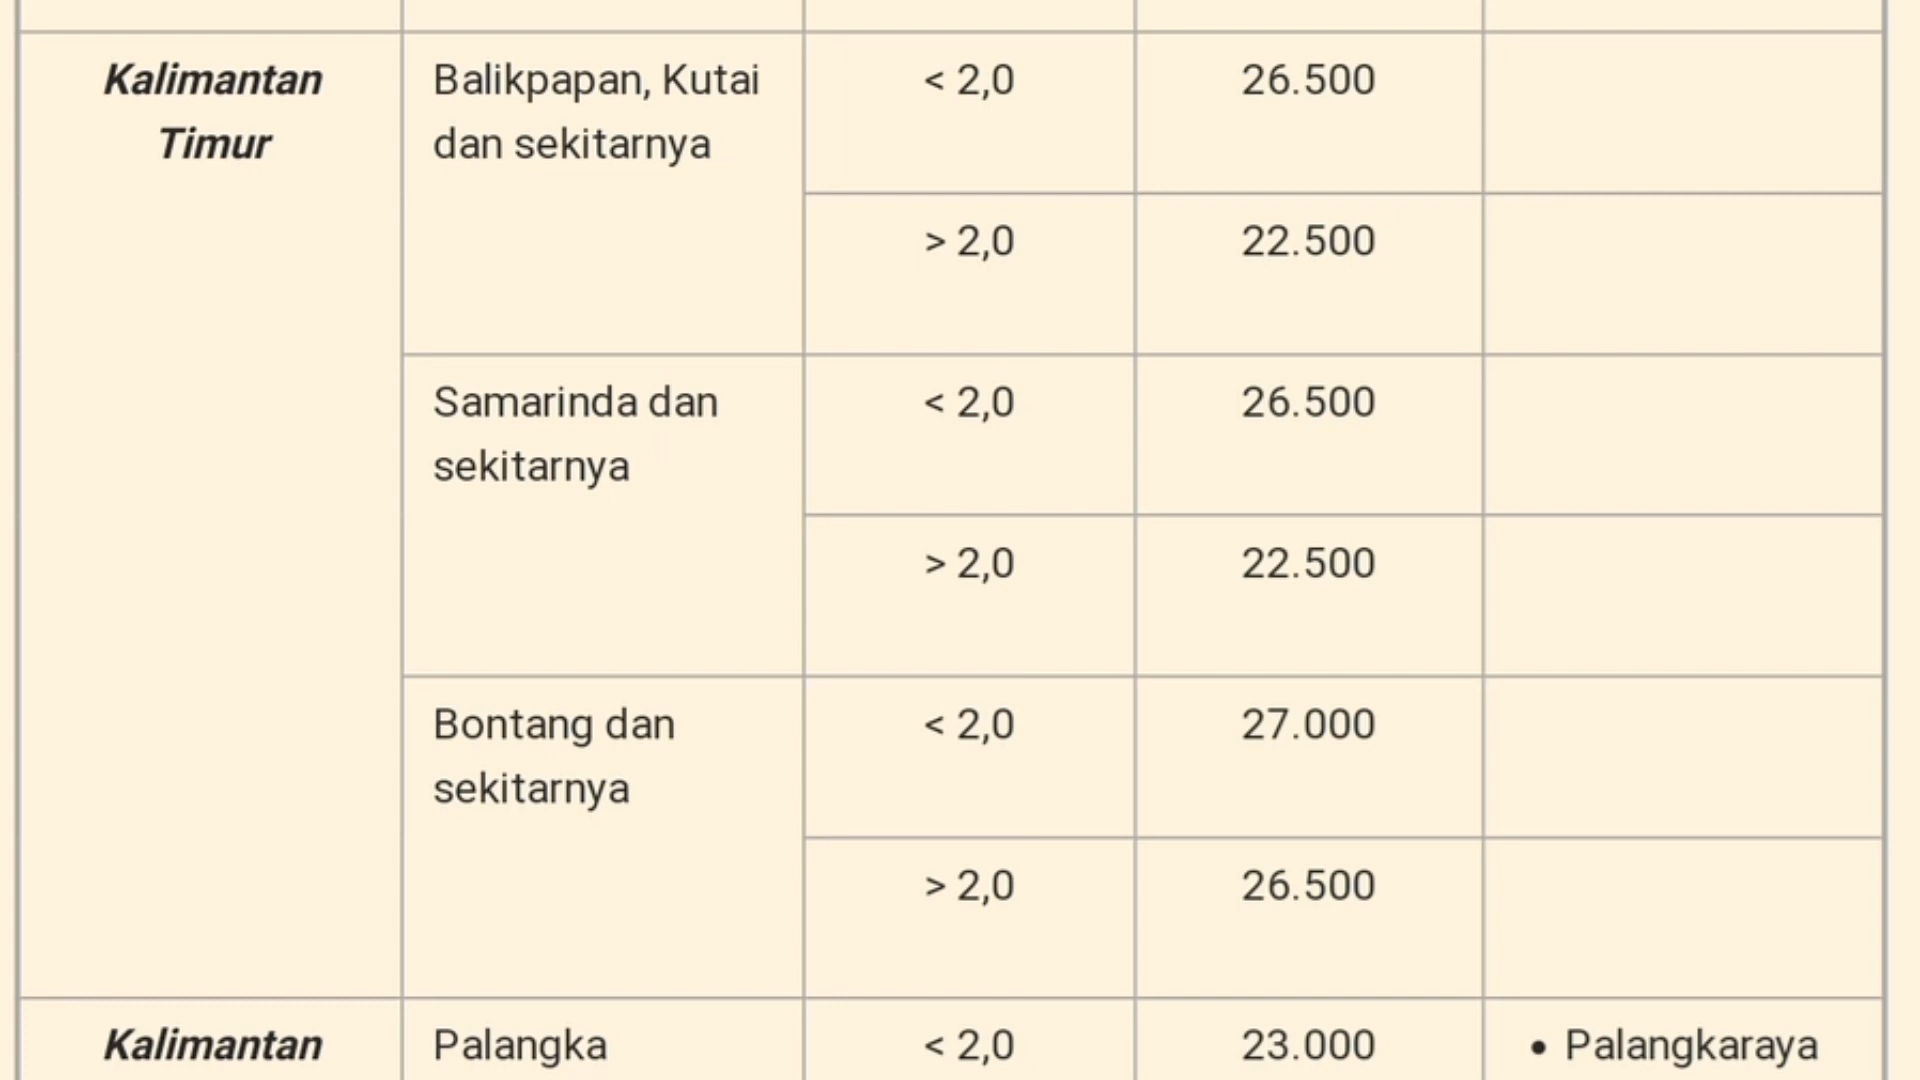 Kalimantan
Timur
Balikpapan, Kutai
dan sekitarnya
< 2,0
26.500
> 2,0
22.500
Samarinda dan
sekitarnya
< 2,0
26.500
> 2,0
22.500
Bontang dan
sekitarnya
< 2,0
27.000
> 2,0
26.500
Kalimantan
Palangka
< 2,0
23.000
• Palangkaraya